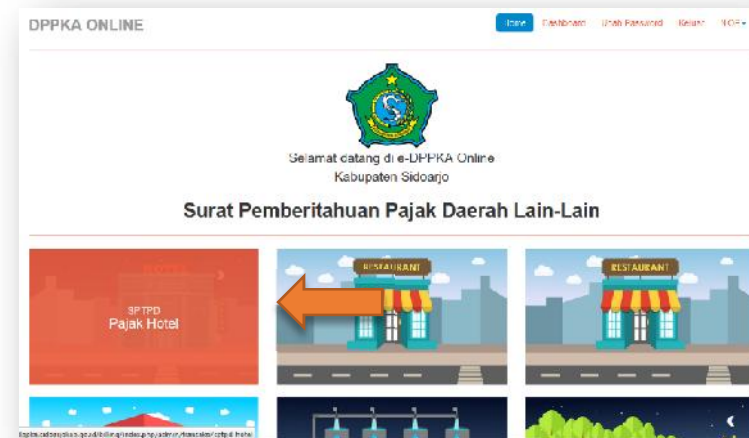 DPPKA ONLINE
Home Dashboard Ubah Password Keluar
Selamat datang di e-DPPKA Online
Kabupaten Sidoarjo
Surat Pemberitahuan Pajak Daerah Lain-Lain
HOTEL
SPTPD
Pajak Hotel
RESTAURANT
RESTAURANT